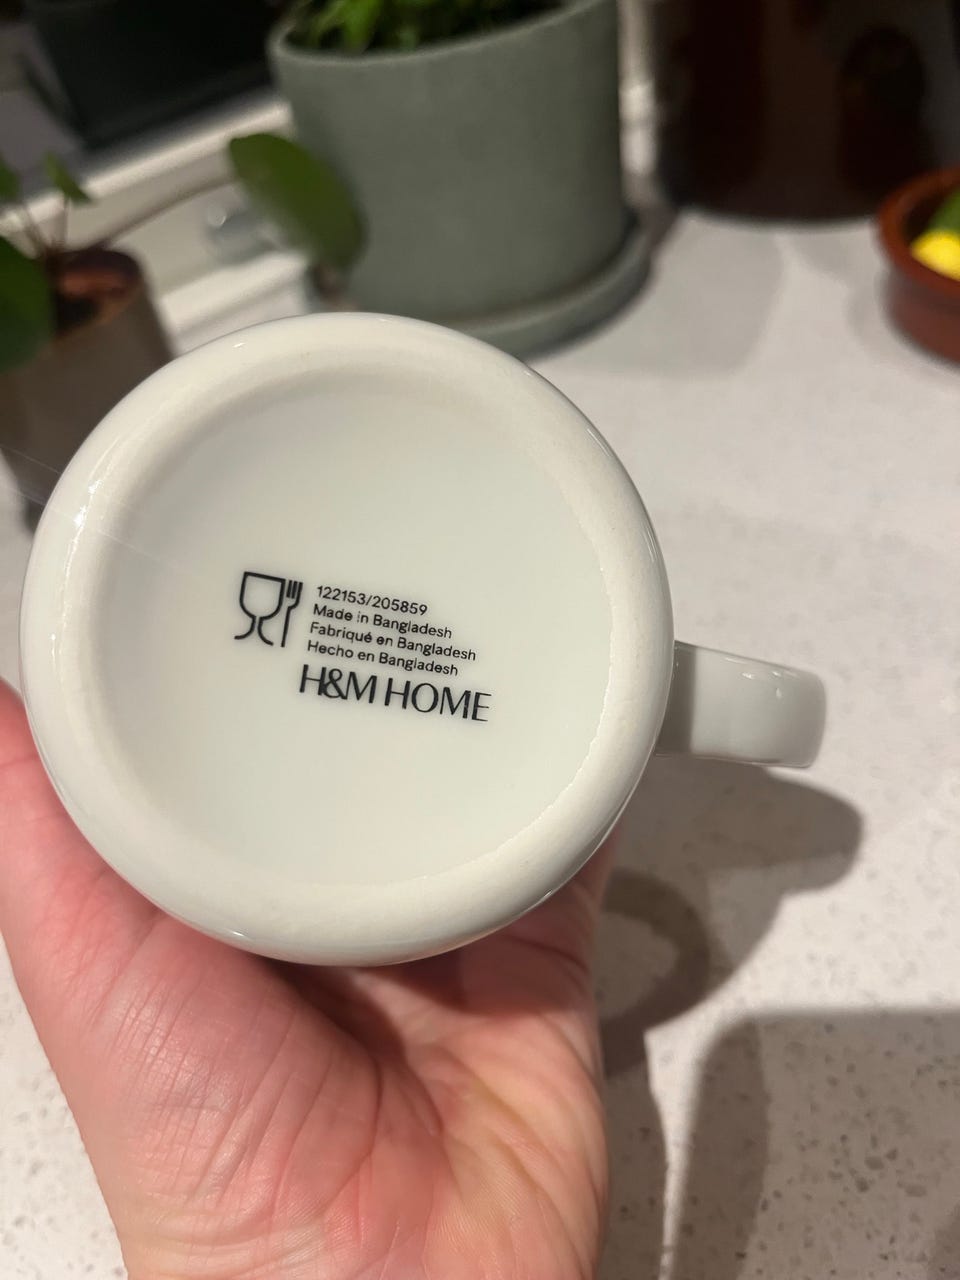 122153/205859
Made in Bangladesh
Fabriqué en Bangladesh
Hecho en Bangladesh
H&M HOME